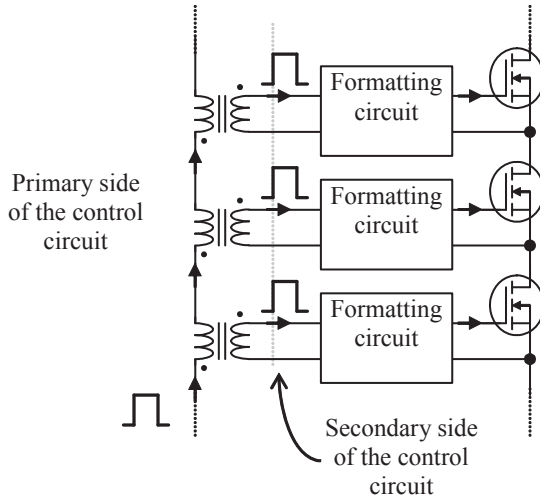 Formatting
circuit
Primary side
of the control
circuit
Formatting
circuit
Formatting
circuit
Secondary side
of the control
circuit